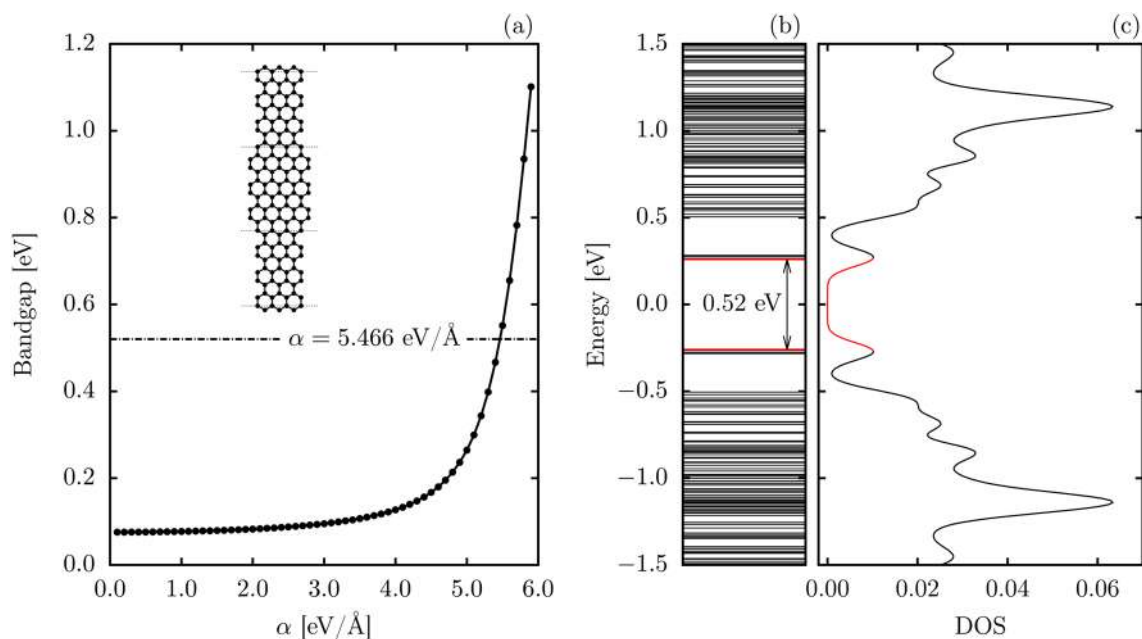 (a)
Bandgap [eV]
1.2
1.0
0.8
0.6
0.4
0.2
0.0
α = 5.466 eV/Å
0.0 1.0 2.0 3.0 4.0 5.0 6.0
α [eV/Å]
(b)
Energy [eV]
1.5
1.0
0.5
0.0
−0.5
−1.0
−1.5
0.52 eV
(c)
0.00 0.02 0.04 0.06
DOS